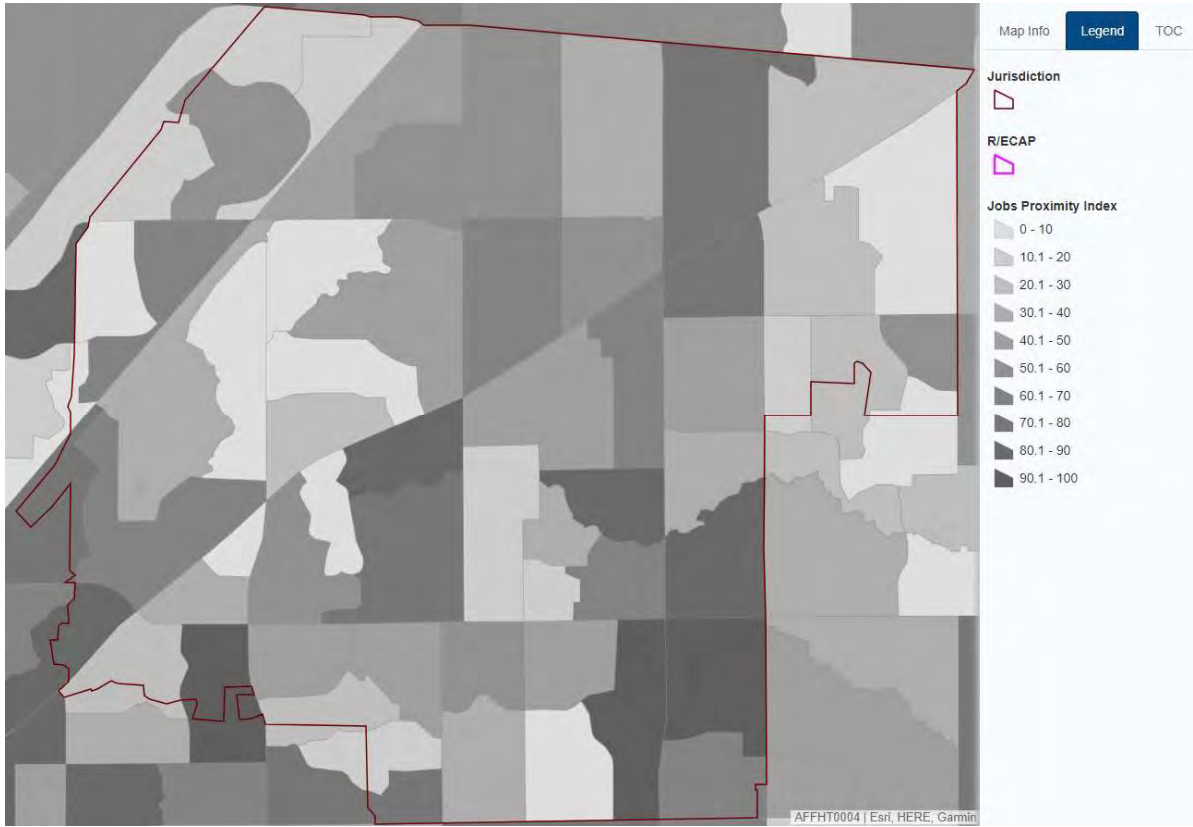 Map Info Legend TOC
Jurisdiction
R/ECAP
Jobs Proximity Index
0 - 10
10.1 - 20
20.1 - 30
30.1 - 40
40.1 - 50
50.1 - 60
60.1 - 70
70.1 - 80
80.1 - 90
90.1 - 100
AFFHT0004 | Esri, HERE, Garmin